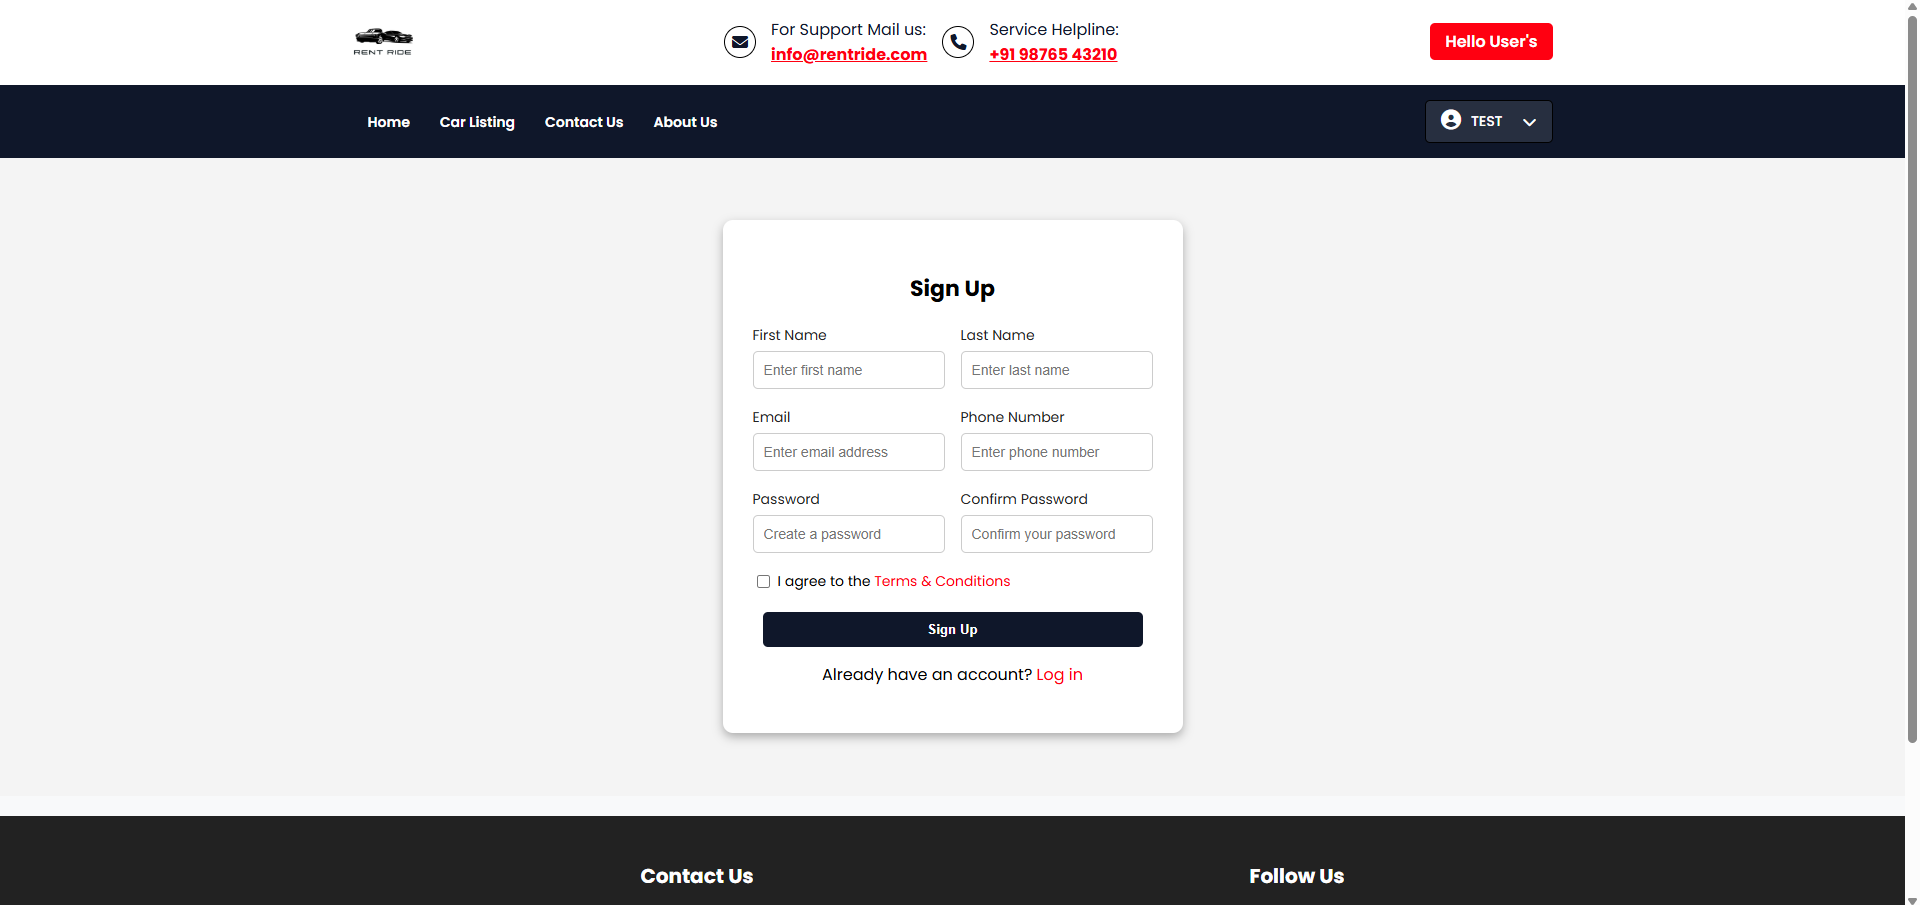 RENT RIDE
For Support Mail us:
info@rentride.com
Service Helpline:
+91 98765 43210
Hello User's
Home
Car Listing
Contact Us
About Us
TEST
Sign Up
First Name
Last Name
Enter first name
Enter last name
Email
Phone Number
Enter email address
Enter phone number
Password
Confirm Password
Create a password
Confirm your password
I agree to the Terms & Conditions
Sign Up
Already have an account? Log in
Contact Us
Follow Us